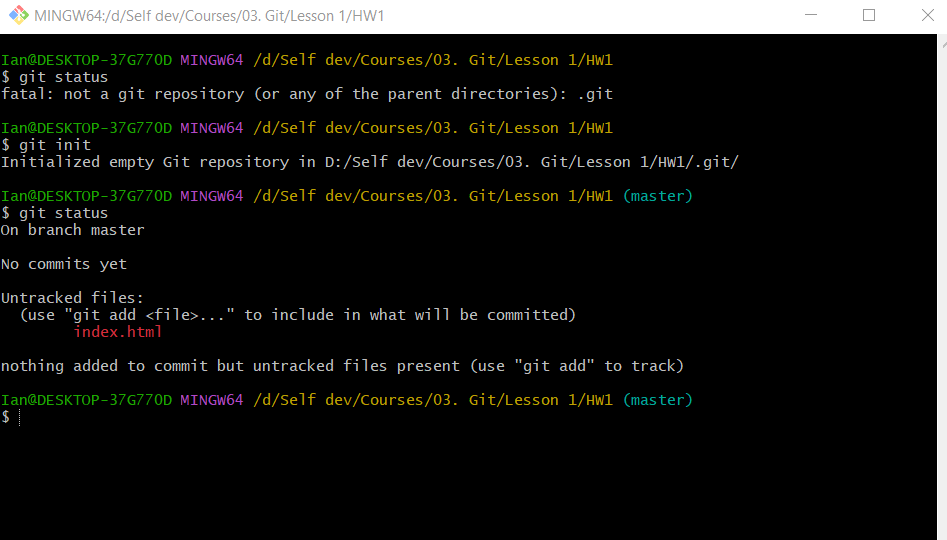 MINGW64:/d/Self dev/Courses/03. Git/Lesson 1/HW1
Ian@DESKTOP-37G770D MINGW64 /d/Self dev/Courses/03. Git/Lesson 1/HW1
$ git status
fatal: not a git repository (or any of the parent directories): .git
Ian@DESKTOP-37G770D MINGW64 /d/Self dev/Courses/03. Git/Lesson 1/HW1
$ git init
Initialized empty Git repository in D:/Self dev/Courses/03. Git/Lesson 1/HW1/.git/
Ian@DESKTOP-37G770D MINGW64 /d/Self dev/Courses/03. Git/Lesson 1/HW1 (master)
$ git status
On branch master
No commits yet
Untracked files:
  (use "git add <file>..." to include in what will be committed)
        index.html
nothing added to commit but untracked files present (use "git add" to track)
Ian@DESKTOP-37G770D MINGW64 /d/Self dev/Courses/03. Git/Lesson 1/HW1 (master)
$